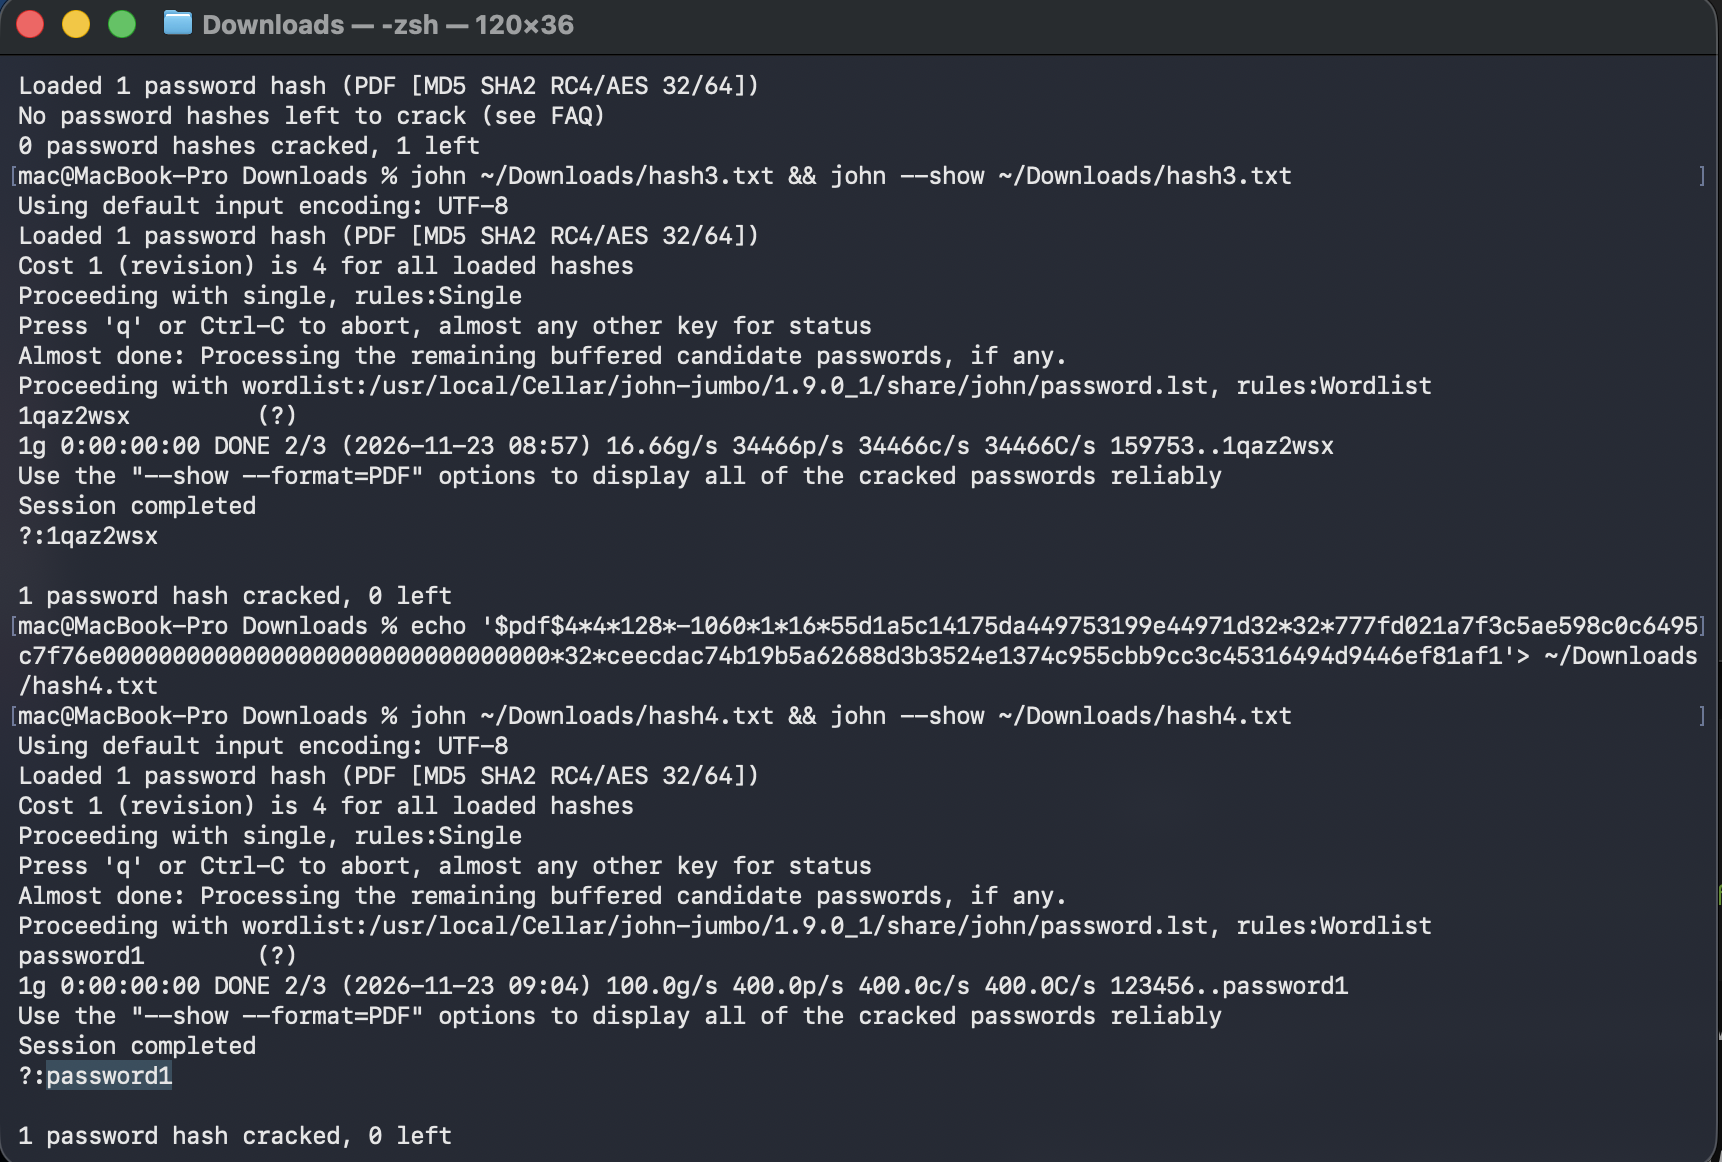 Downloads — -zsh — 120×36
Loaded 1 password hash (PDF [MD5 SHA2 RC4/AES 32/64])
No password hashes left to crack (see FAQ)
0 password hashes cracked, 1 left
[mac@MacBook-Pro Downloads % john ~/Downloads/hash3.txt && john --show ~/Downloads/hash3.txt ]
Using default input encoding: UTF-8
Loaded 1 password hash (PDF [MD5 SHA2 RC4/AES 32/64])
Cost 1 (revision) is 4 for all loaded hashes
Proceeding with single, rules:Single
Press 'q' or Ctrl-C to abort, almost any other key for status
Almost done: Processing the remaining buffered candidate passwords, if any.
Proceeding with wordlist:/usr/local/Cellar/john-jumbo/1.9.0_1/share/john/password.lst, rules:Wordlist
1qaz2wsx (?)
1g 0:00:00:00 DONE 2/3 (2026-11-23 08:57) 16.66g/s 34466p/s 34466c/s 34466C/s 159753..1qaz2wsx
Use the "--show --format=PDF" options to display all of the cracked passwords reliably
Session completed
?:1qaz2wsx
1 password hash cracked, 0 left
[mac@MacBook-Pro Downloads % echo '$pdf$4*4*128*-1060*1*16*55d1a5c14175da449753199e44971d32*32*777fd021a7f3c5ae598c0c6495]
c7f76e00000000000000000000000000000000*32*ceecdac74b19b5a62688d3b3524e1374c955cbb9cc3c45316494d9446ef81af1'> ~/Downloads
/hash4.txt
[mac@MacBook-Pro Downloads % john ~/Downloads/hash4.txt && john --show ~/Downloads/hash4.txt ]
Using default input encoding: UTF-8
Loaded 1 password hash (PDF [MD5 SHA2 RC4/AES 32/64])
Cost 1 (revision) is 4 for all loaded hashes
Proceeding with single, rules:Single
Press 'q' or Ctrl-C to abort, almost any other key for status
Almost done: Processing the remaining buffered candidate passwords, if any.
Proceeding with wordlist:/usr/local/Cellar/john-jumbo/1.9.0_1/share/john/password.lst, rules:Wordlist
password1 (?)
1g 0:00:00:00 DONE 2/3 (2026-11-23 09:04) 100.0g/s 400.0p/s 400.0c/s 400.0C/s 123456..password1
Use the "--show --format=PDF" options to display all of the cracked passwords reliably
Session completed
?:password1
1 password hash cracked, 0 left